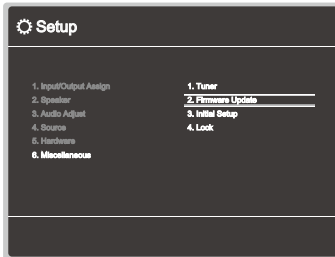 Setup
1. Input/Output Assign
2. Speaker
3. Audio Adjust
4. Source
5. Hardware
6. Miscellaneous
1. Tuner
2. Firmware Update
3. Initial Setup
4. Lock